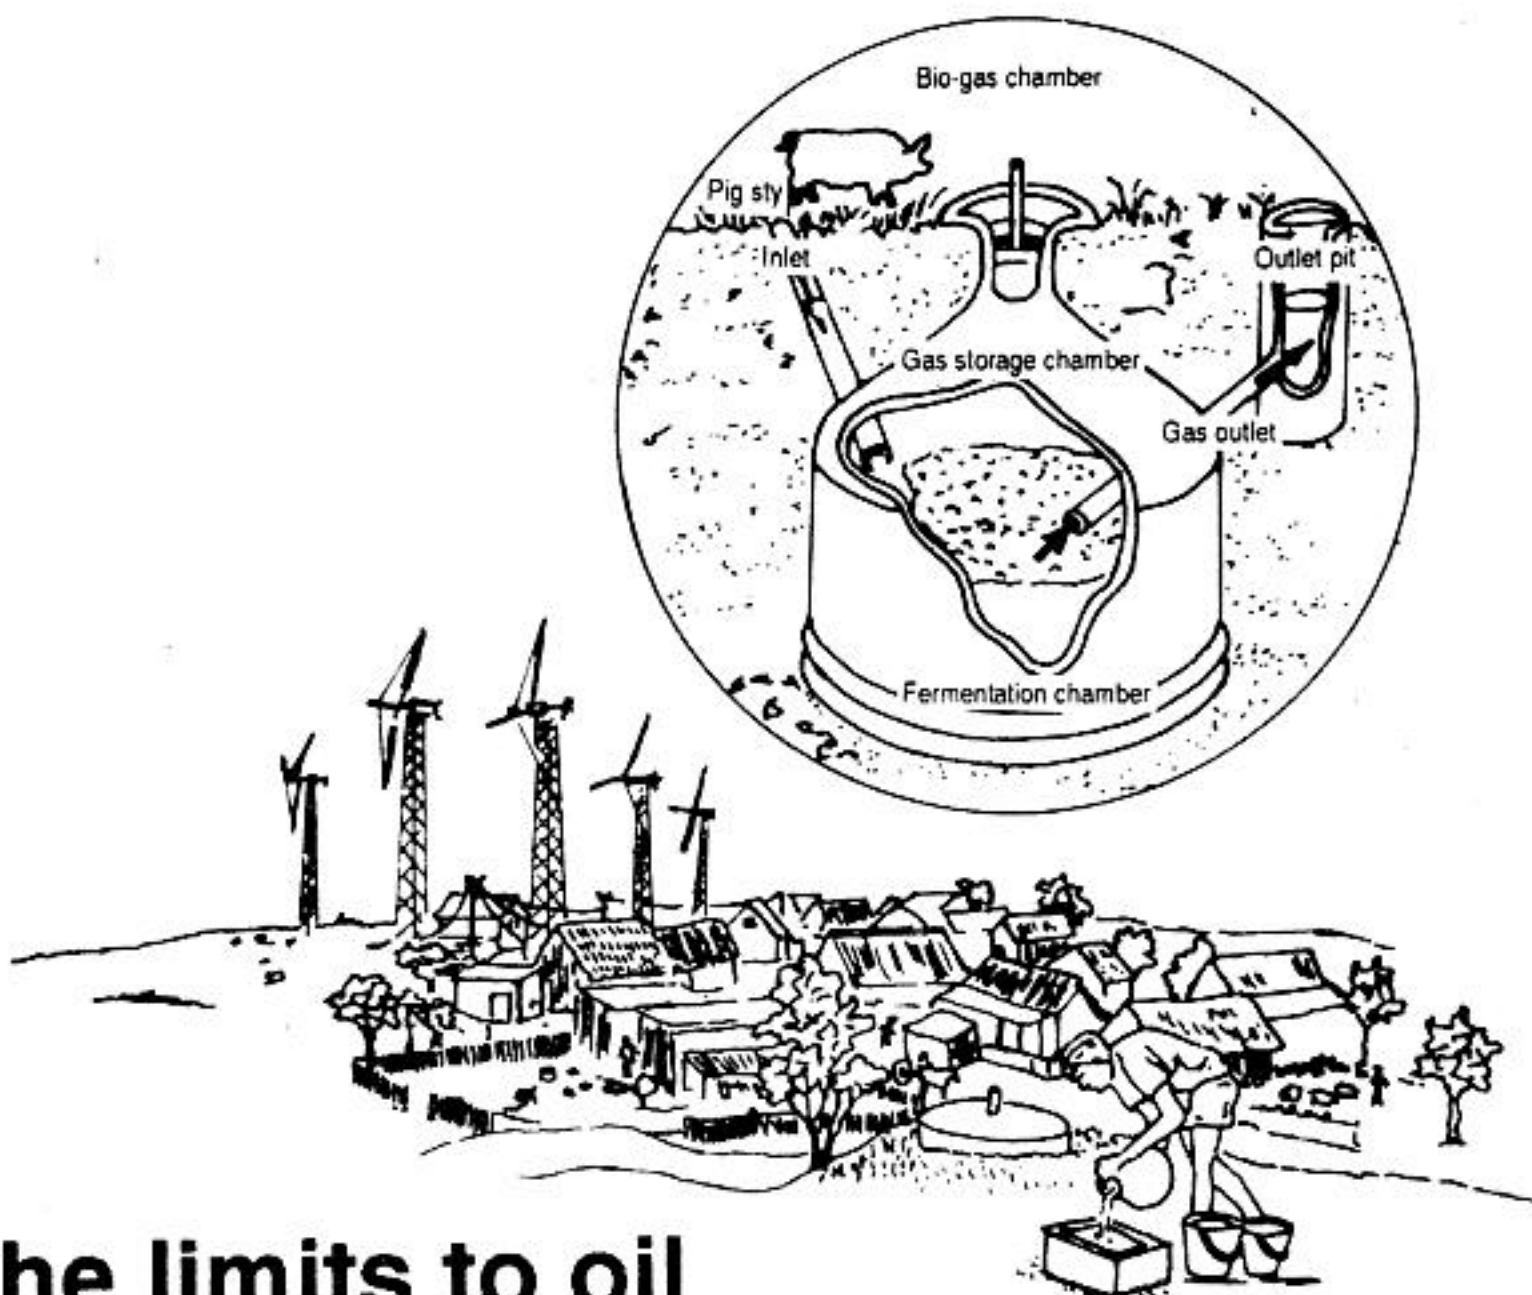 Bio-gas chamber
Pig sty
Inlet
Outlet pit
Gas storage chamber
Gas outlet
Fermentation chamber
he limits to oil